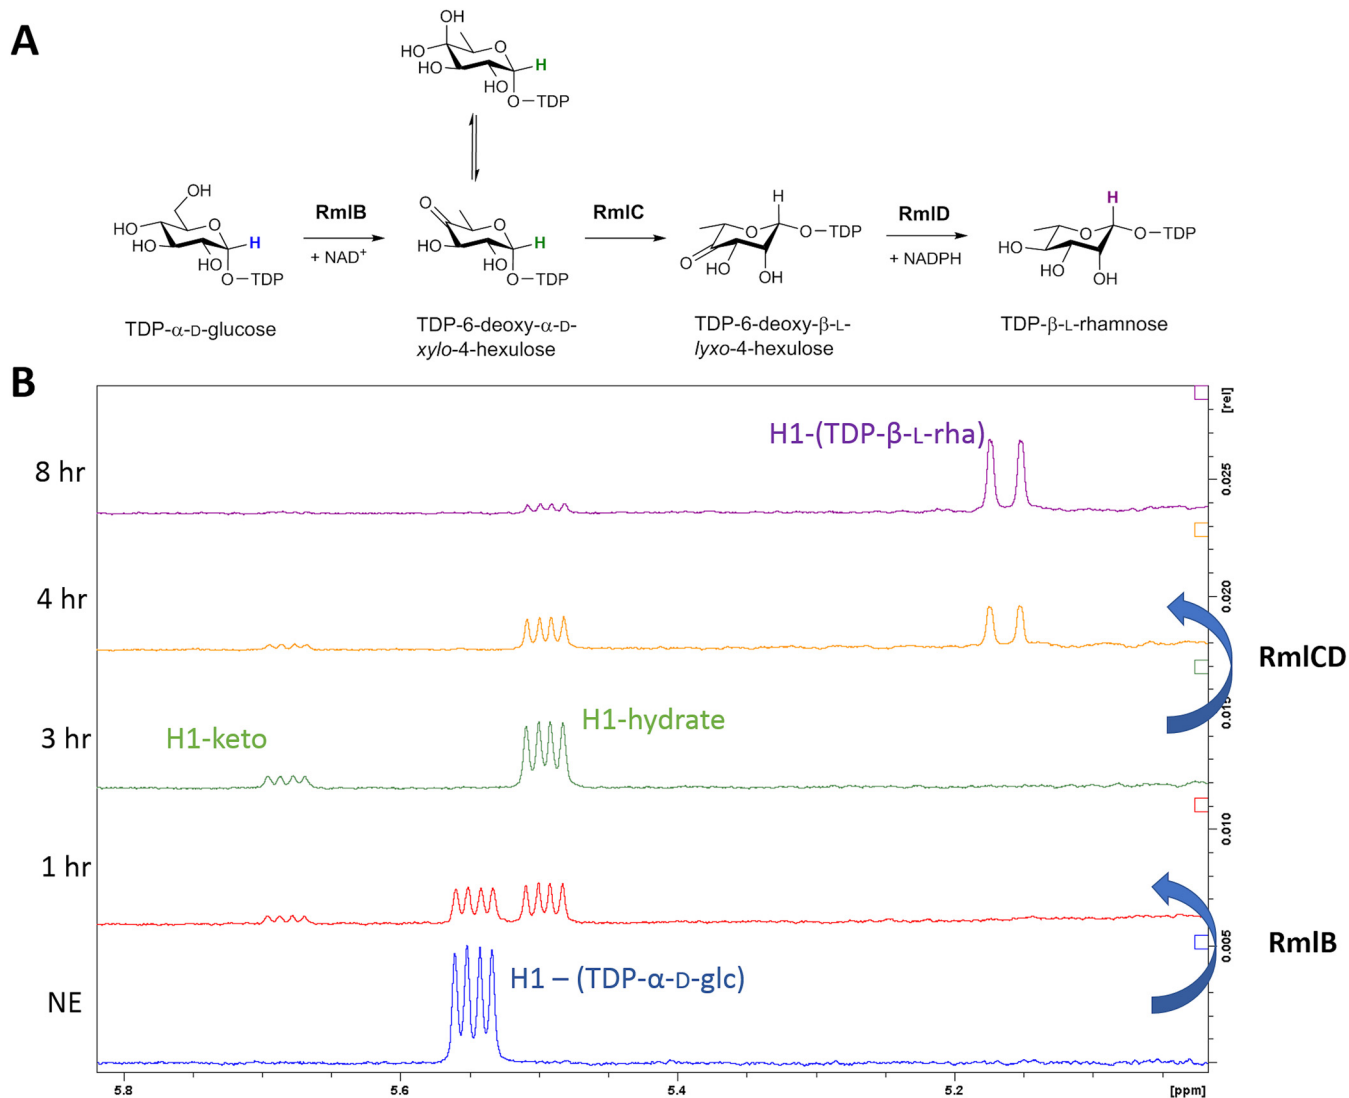 A
OH
HO
O
HO
H
HO
O—TDP
OH
HO
O
HO
H
HO
O—TDP
RmlB
+ NAD⁺
O
O
HO
H
HO
O—TDP
RmlC
H
O
O—TDP
O
HO
OH
RmlD
+ NADPH
H
O
O—TDP
HO
HO
OH
TDP-α-D-glucose
TDP-6-deoxy-α-D-
xylo-4-hexulose
TDP-6-deoxy-β-L-
lyxo-4-hexulose
TDP-β-L-rhamnose
B
[rel]
H1-(TDP-β-L-rha)
8 hr
0.025
4 hr
0.020
RmlCD
3 hr
H1-keto
H1-hydrate
0.015
0.010
1 hr
RmlB
0.005
NE
H1 – (TDP-α-D-glc)
5.8
5.6
5.4
5.2
[ppm]